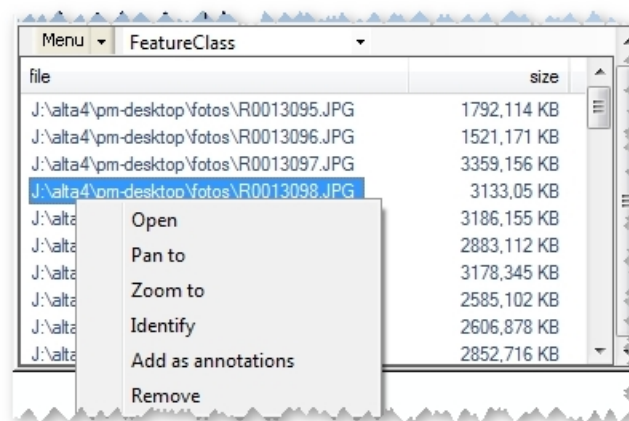 Menu FeatureClass
file size
J:\alta4\pm-desktop\fotos\R0013095.JPG 1792,114 KB
J:\alta4\pm-desktop\fotos\R0013096.JPG 1521,171 KB
J:\alta4\pm-desktop\fotos\R0013097.JPG 3359,156 KB
J:\alta4\pm-desktop\fotos\R0013098.JPG 3133,05 KB
J:\alta 3186,155 KB
Open
J:\alta 2883,112 KB
Pan to
J:\alta 3178,345 KB
Zoom to
J:\alta 2585,102 KB
Identify
J:\alta 2606,878 KB
Add as annotations
J:\alta 2852,716 KB
Remove